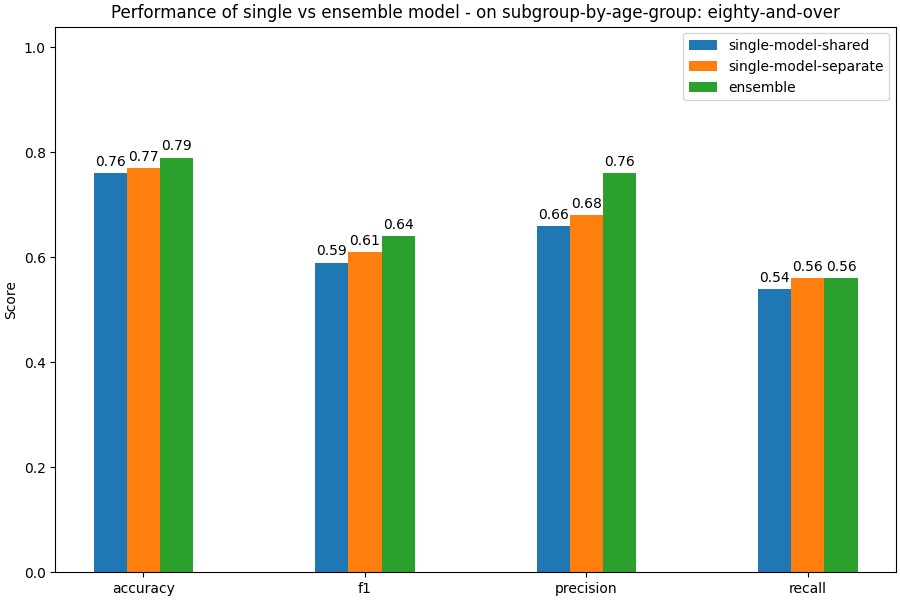 Performance of single vs ensemble model - on subgroup-by-age-group: eighty-and-over
single-model-shared
single-model-separate
ensemble
Score
1.0
0.8
0.6
0.4
0.2
0.0
0.76
0.77
0.79
0.59
0.61
0.64
0.66
0.68
0.76
0.54
0.56
0.56
accuracy
f1
precision
recall